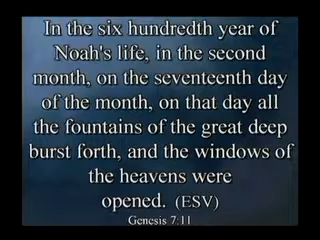 In the six hundredth year of
Noah's life, in the second
month, on the seventeenth day
of the month, on that day all
the fountains of the great deep
burst forth, and the windows of
the heavens were
opened. (ESV)
Genesis 7:11